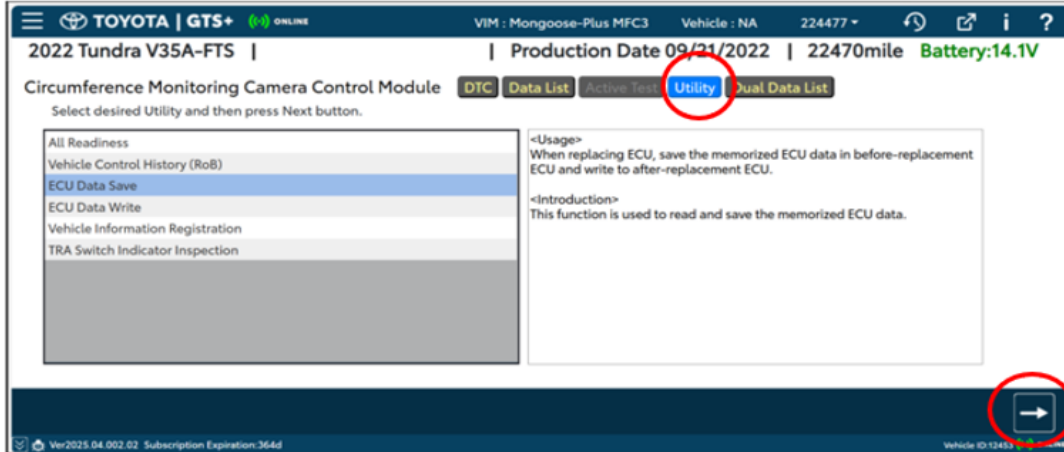 TOYOTA | GTS+ ONLINE VIM : Mongoose-Plus MFC3 Vehicle : NA 224477 i ?
2022 Tundra V35A-FTS | | Production Date 09/21/2022 | 22470mile Battery:14.1V
Circumference Monitoring Camera Control Module DTC Data List Active Test Utility Dual Data List
Select desired Utility and then press Next button.
All Readiness
Vehicle Control History (RoB)
ECU Data Save
ECU Data Write
Vehicle Information Registration
TRA Switch Indicator Inspection
<Usage>
When replacing ECU, save the memorized ECU data in before-replacement
ECU and write to after-replacement ECU.
<Introduction>
This function is used to read and save the memorized ECU data.
Ver2025.04.002.02 Subscription Expiration:364d Vehicle ID:12453 ONLINE